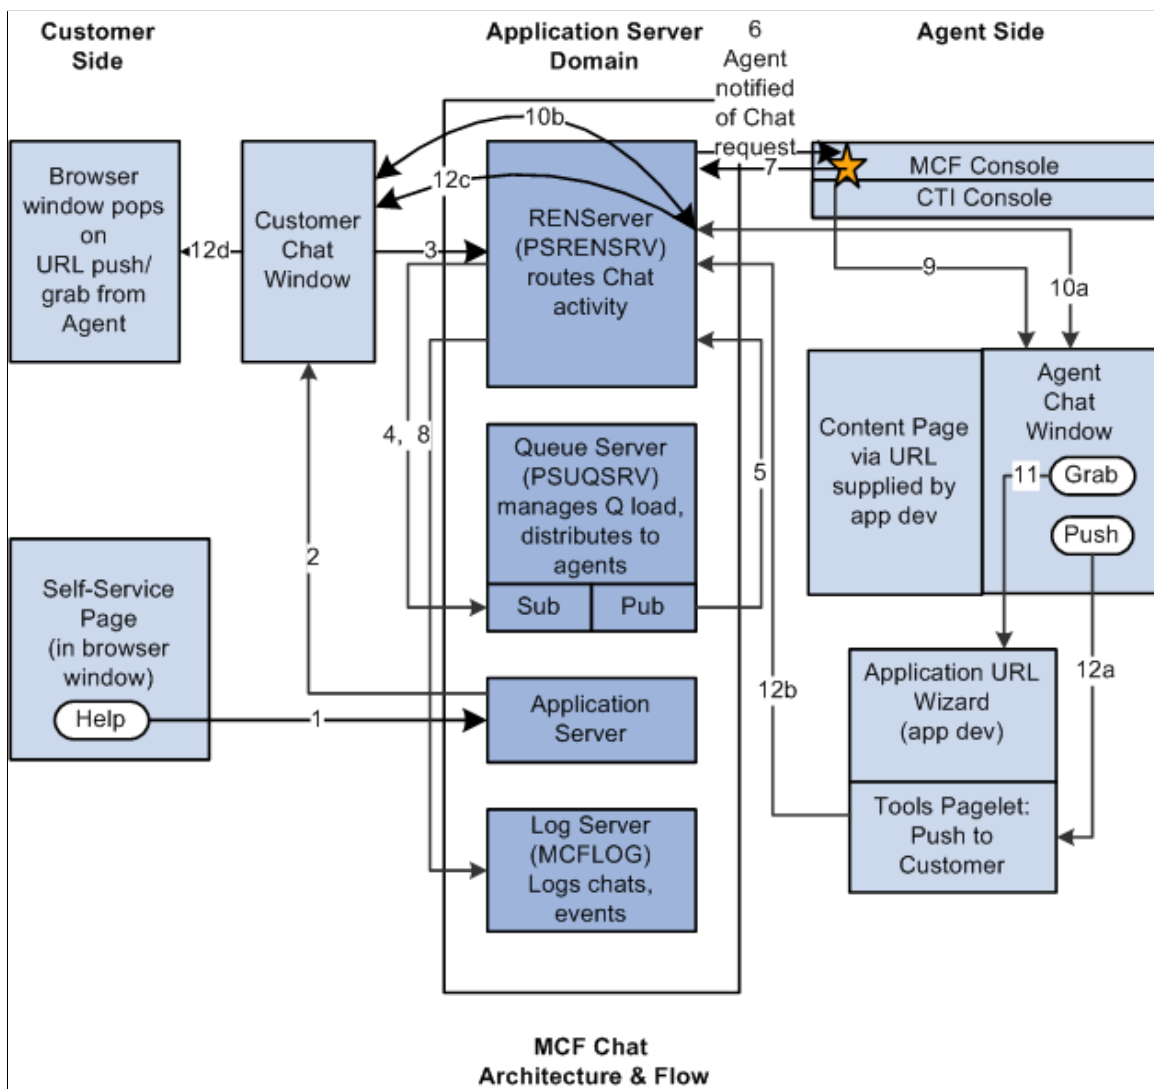 Customer
Side
Application Server
Domain
6
Agent
notified
of Chat
request
Agent Side
10b
12c
7
MCF Console
CTI Console
Browser
window pops
on
URL push/
grab from
Agent
12d
Customer
Chat
Window
3
RENServer
(PSRENSRV)
routes Chat
activity
9
10a
4, 8
Queue Server
(PSUQSRV)
manages Q load,
distributes to
agents
Sub
Pub
5
Content Page
via URL
supplied by
app dev
Agent
Chat
Window
11
Grab
Push
2
Self-Service
Page
(in browser
window)
Help
1
Application
Server
12b
Application URL
Wizard
(app dev)
12a
Tools Pagelet:
Push to
Customer
Log Server
(MCFLOG)
Logs chats,
events
MCF Chat
Architecture & Flow